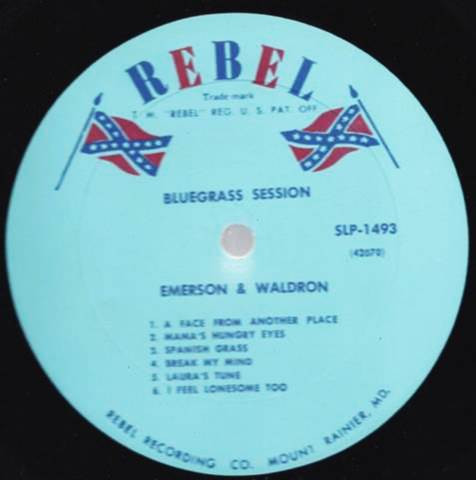 REBEL
Trade mark
T.M. "REBEL" REG. U. S. PAT. OFF
BLUEGRASS SESSION
SLP-1493
(42070)
EMERSON & WALDRON
1. A FACE FROM ANOTHER PLACE
2. MAMA'S HUNGRY EYES
3. SPANISH GRASS
4. BREAK MY MIND
5. LAURA'S TUNE
6. I FEEL LONESOME TOO
REBEL RECORDING CO. MOUNT RAINIER, MD.